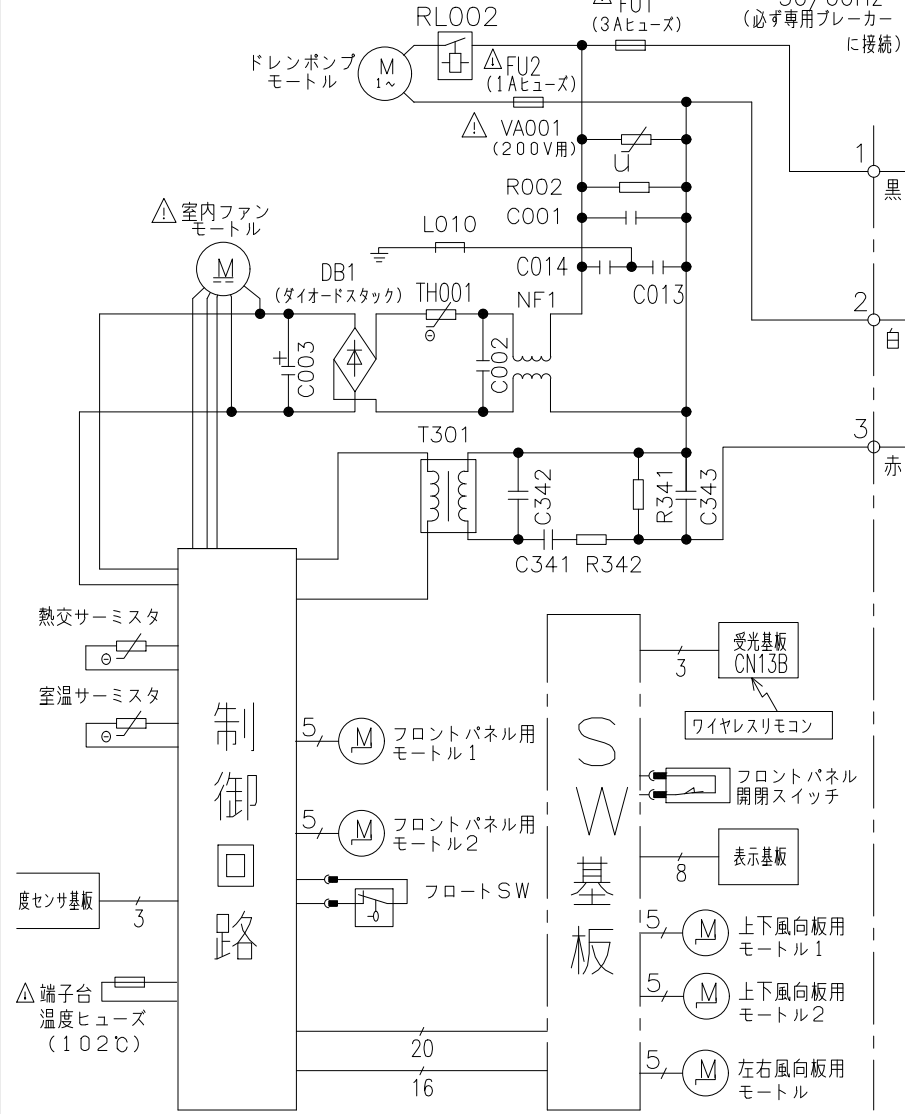 RL002
FU1
(3Aヒューズ)
50/60Hz
(必ず専用ブレーカー
に接続)
ドレンポンプ
モートル
M
1~
FU2
(1Aヒューズ)
VA001
(200V用)
U
R002
C001
1
黒
室内ファン
モートル
M
L010
C014
C013
DB1
(ダイオードスタック)
TH001
NF1
2
白
C003
C002
T301
3
赤
C342
R341
C343
C341
R342
熱交サーミスタ
室温サーミスタ
制御回路
5
M
フロントパネル用
モートル1
5
M
フロントパネル用
モートル2
フロートSW
度センサ基板
3
端子台
温度ヒューズ
(102℃)
20
16
SW基板
3
受光基板
CN13B
ワイヤレスリモコン
フロントパネル
開閉スイッチ
8
表示基板
5
M
上下風向板用
モートル1
5
M
上下風向板用
モートル2
5
M
左右風向板用
モートル